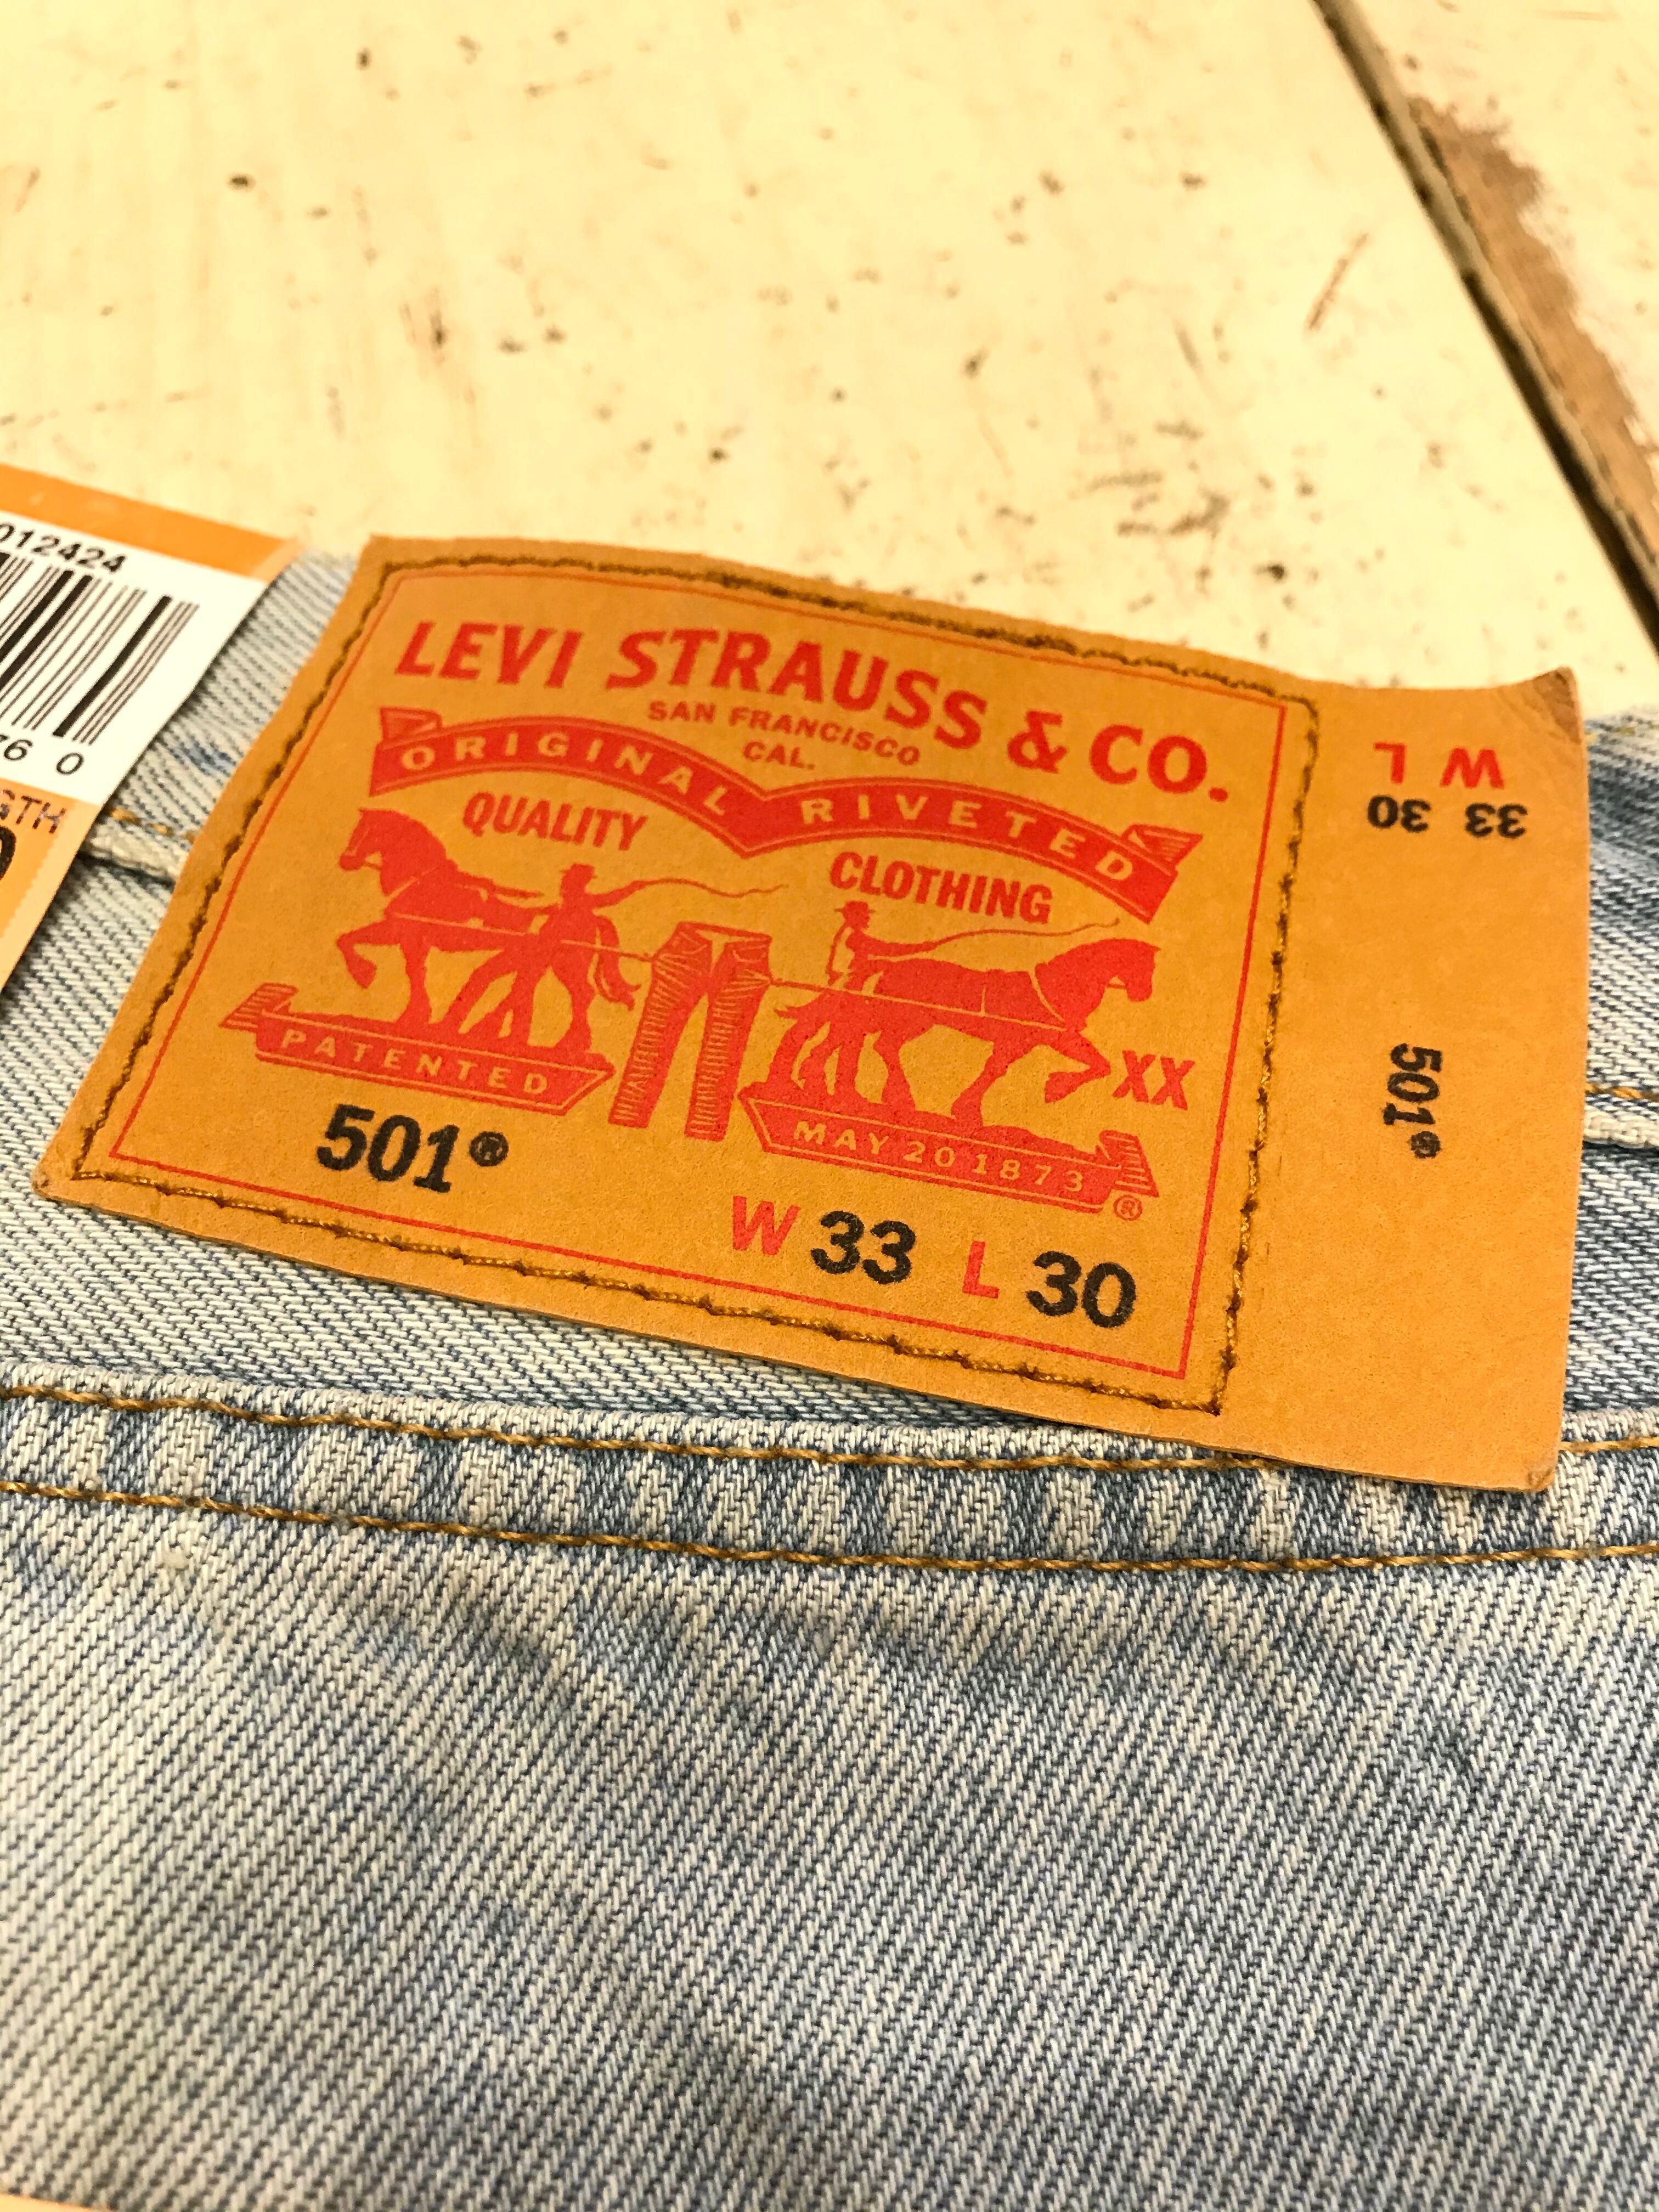 LEVI STRAUSS & CO.
SAN FRANCISCO
CAL.
ORIGINAL RIVETED
QUALITY
CLOTHING
XX
PATENTED
MAY 20 1873
®
501®
W 33 L 30
W L
33 30
501®
012424
6 0